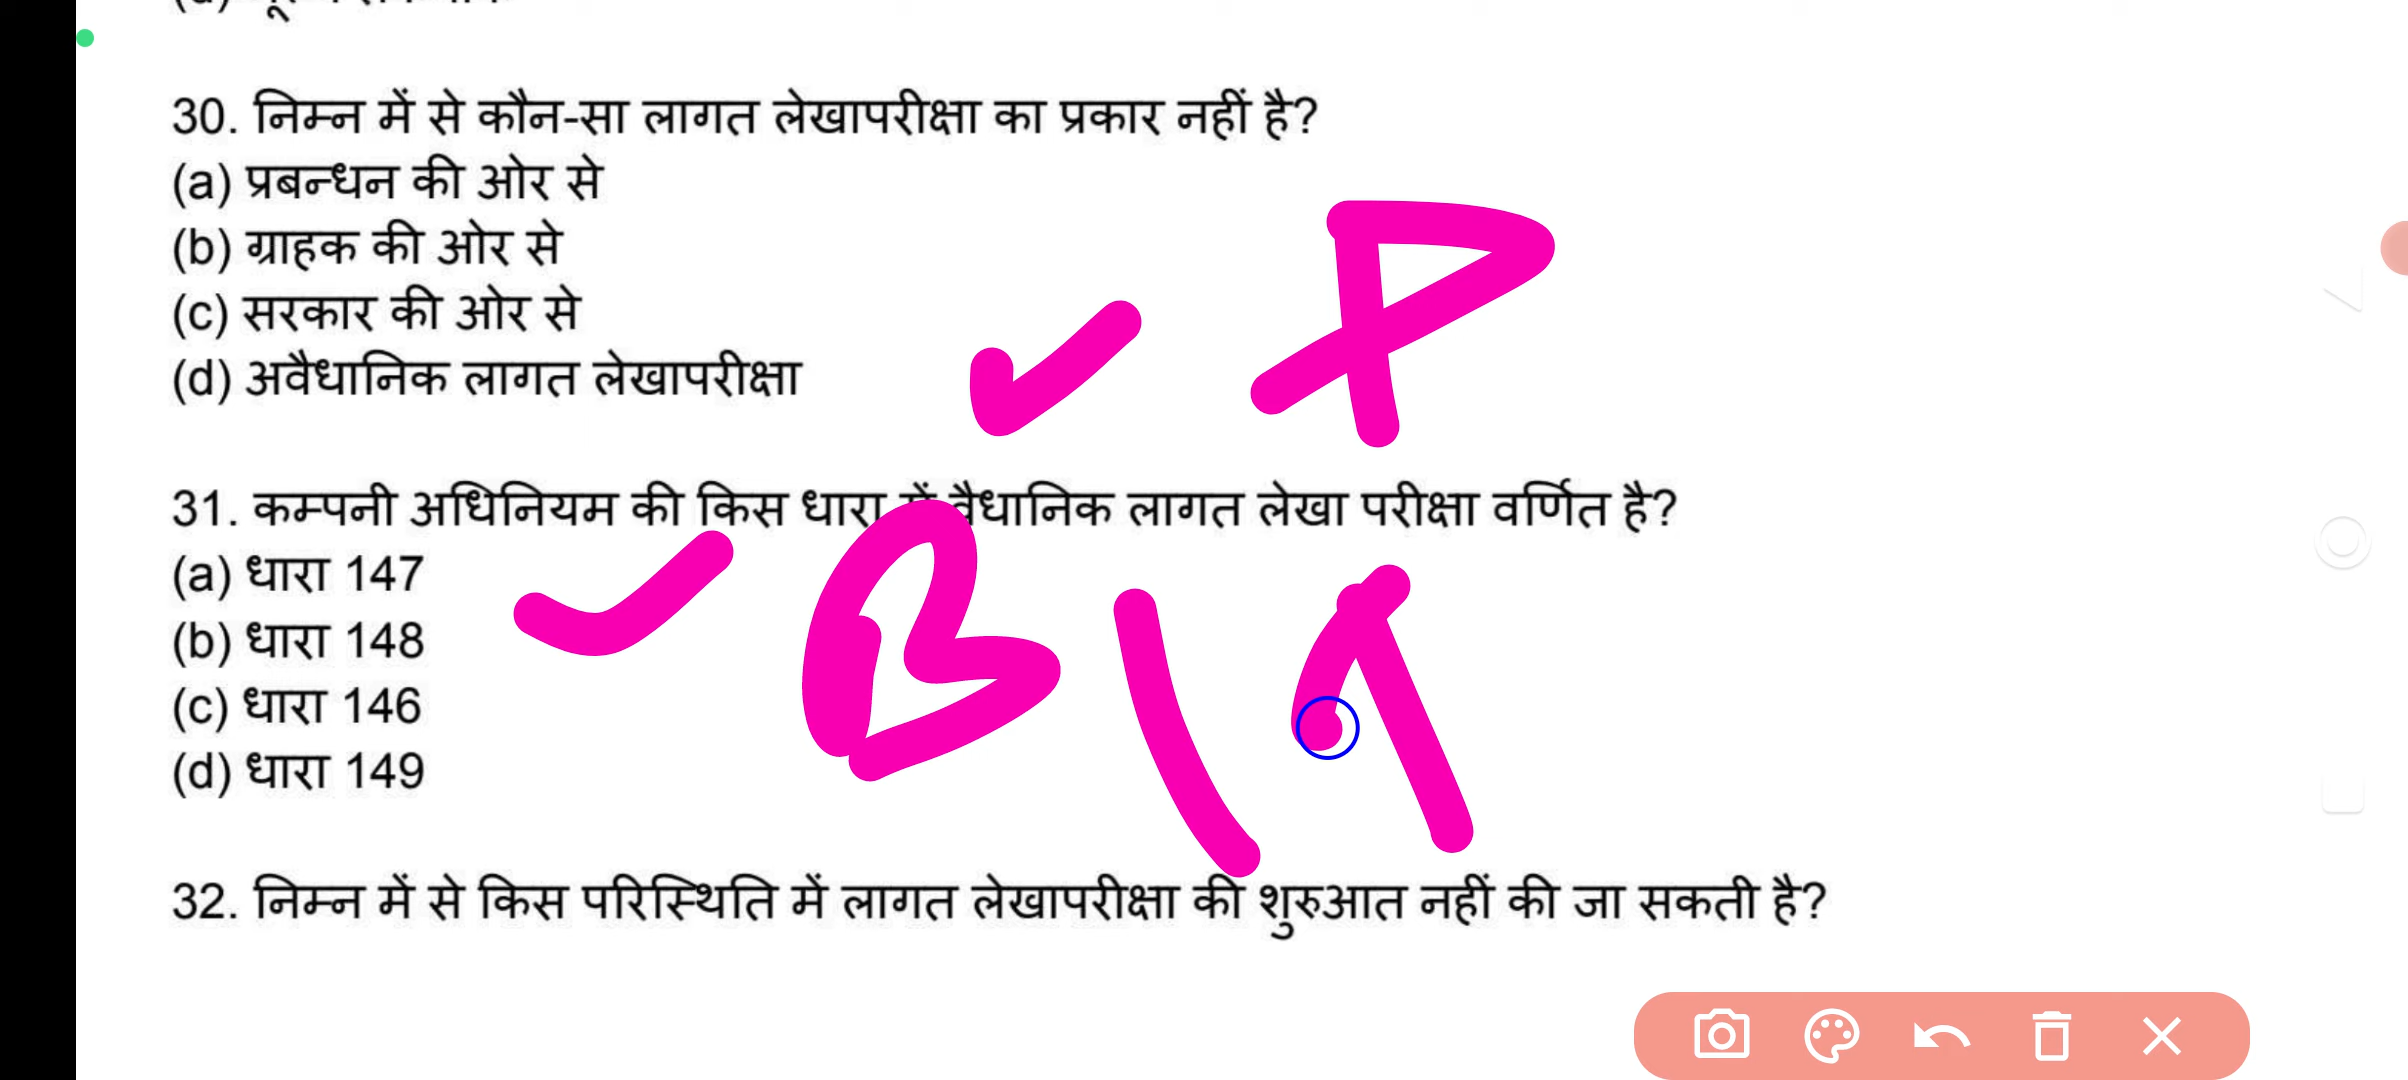 30. निम्न में से कौन-सा लागत लेखापरीक्षा का प्रकार नहीं है?
(a) प्रबन्धन की ओर से
(b) ग्राहक की ओर से
(c) सरकार की ओर से
(d) अवैधानिक लागत लेखापरीक्षा
31. कम्पनी अधिनियम की किस धारा में वैधानिक लागत लेखा परीक्षा वर्णित है?
(a) धारा 147
(b) धारा 148
(c) धारा 146
(d) धारा 149
B
32. निम्न में से किस परिस्थिति में लागत लेखापरीक्षा की शुरुआत नहीं की जा सकती है?